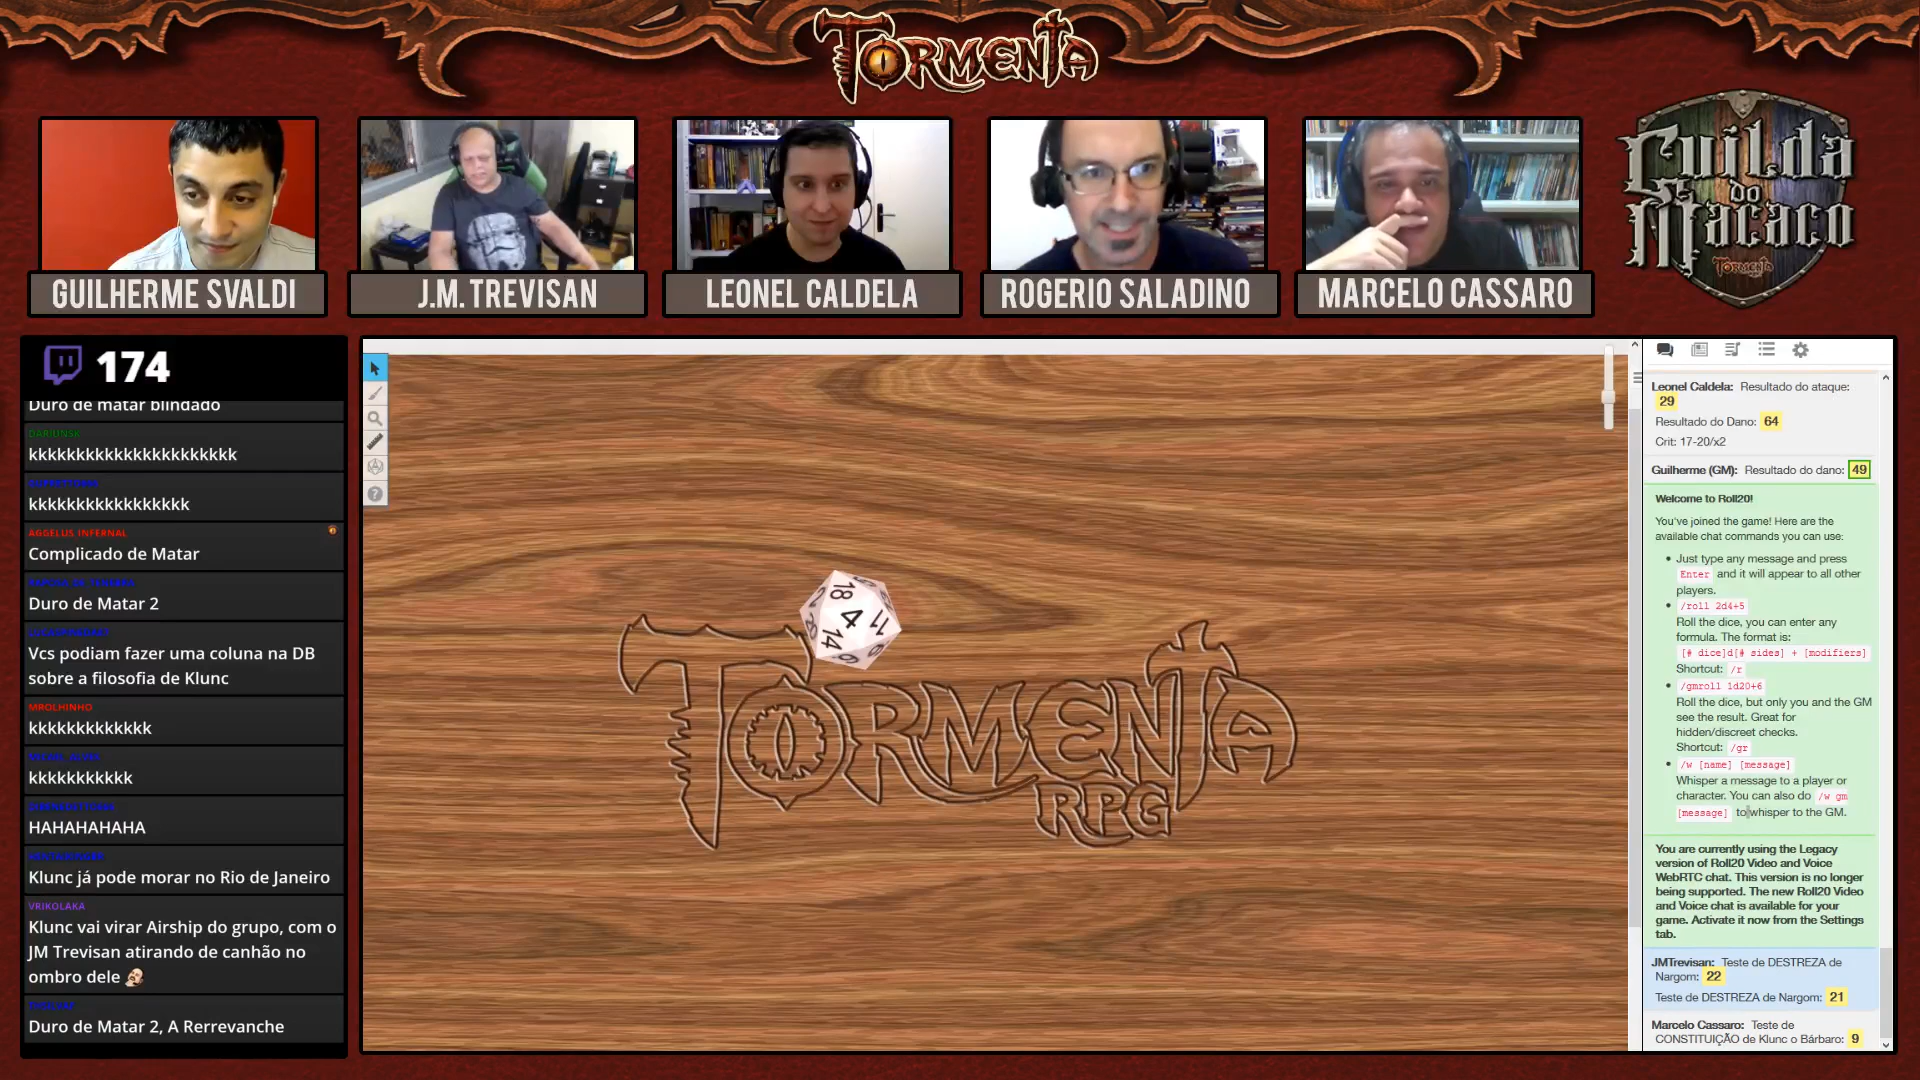 TORMENTA
GUILHERME SVALDI
J.M. TREVISAN
LEONEL CALDELA
ROGERIO SALADINO
MARCELO CASSARO
Guilda
do
Macaco
TORMENTA
174
Duro de matar blindado
DARIUNSK
kkkkkkkkkkkkkkkkkkkkkk
kkkkkkkkkkkkkkkkk
AGGELUS_INFERNAL
Complicado de Matar
Duro de Matar 2
Vcs podiam fazer uma coluna na DB
sobre a filosofia de Klunc
MROLHINHO
kkkkkkkkkkkkk
kkkkkkkkkkk
HAHAHAHAHA
Klunc já pode morar no Rio de Janeiro
VRIKOLAKA
Klunc vai virar Airship do grupo, com o
JM Trevisan atirando de canhão no
ombro dele
Duro de Matar 2, A Rerrevanche
18
4
11
14
20
TORMENTA
RPG
Leonel Caldela: Resultado do ataque:
29
Resultado do Dano: 64
Crit: 17-20/x2
Guilherme (GM): Resultado do dano: 49
Welcome to Roll20!
You've joined the game! Here are the
available chat commands you can use:
Just type any message and press
Enter and it will appear to all other
players.
/roll 2d4+5
Roll the dice, you can enter any
formula. The format is:
[# dice]d[# sides] + [modifiers]
Shortcut: /r
/gmroll 1d20+6
Roll the dice, but only you and the GM
see the result. Great for
hidden/discreet checks.
Shortcut: /gr
/w [name] [message]
Whisper a message to a player or
character. You can also do /w gm
[message] to whisper to the GM.
You are currently using the Legacy
version of Roll20 Video and Voice
WebRTC chat. This version is no longer
being supported. The new Roll20 Video
and Voice chat is available for your
game. Activate it now from the Settings
tab.
JMTrevisan: Teste de DESTREZA de
Nargom: 22
Teste de DESTREZA de Nargom: 21
Marcelo Cassaro: Teste de
CONSTITUIÇÃO de Klunc o Bárbaro: 9